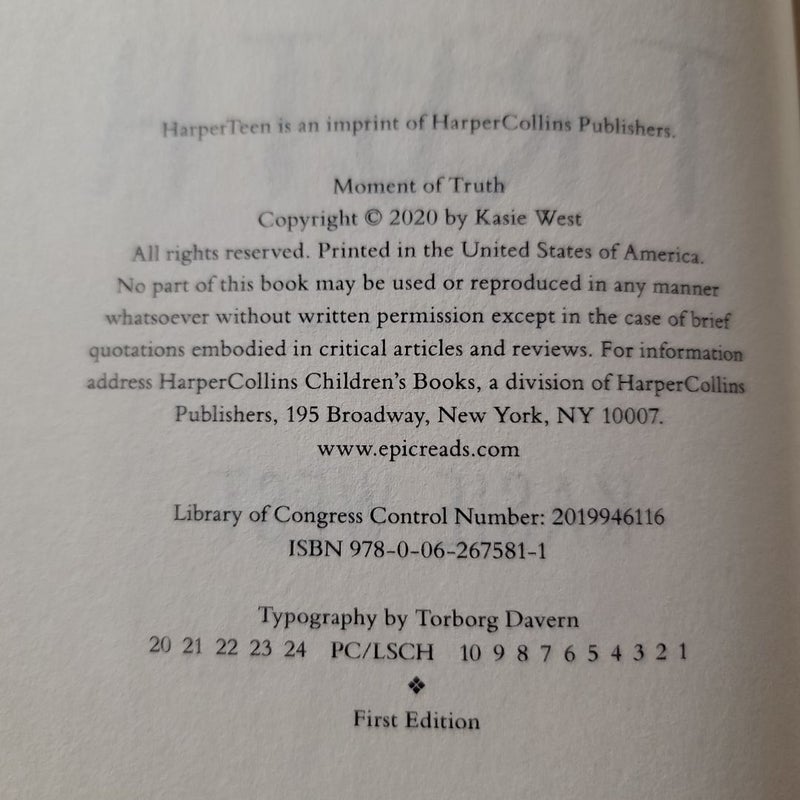 HarperTeen is an imprint of HarperCollins Publishers.
Moment of Truth
Copyright © 2020 by Kasie West
All rights reserved. Printed in the United States of America.
No part of this book may be used or reproduced in any manner
whatsoever without written permission except in the case of brief
quotations embodied in critical articles and reviews. For information
address HarperCollins Children's Books, a division of HarperCollins
Publishers, 195 Broadway, New York, NY 10007.
www.epicreads.com
Library of Congress Control Number: 2019946116
ISBN 978-0-06-267581-1
Typography by Torborg Davern
20 21 22 23 24 PC/LSCH 10 9 8 7 6 5 4 3 2 1
❖
First Edition